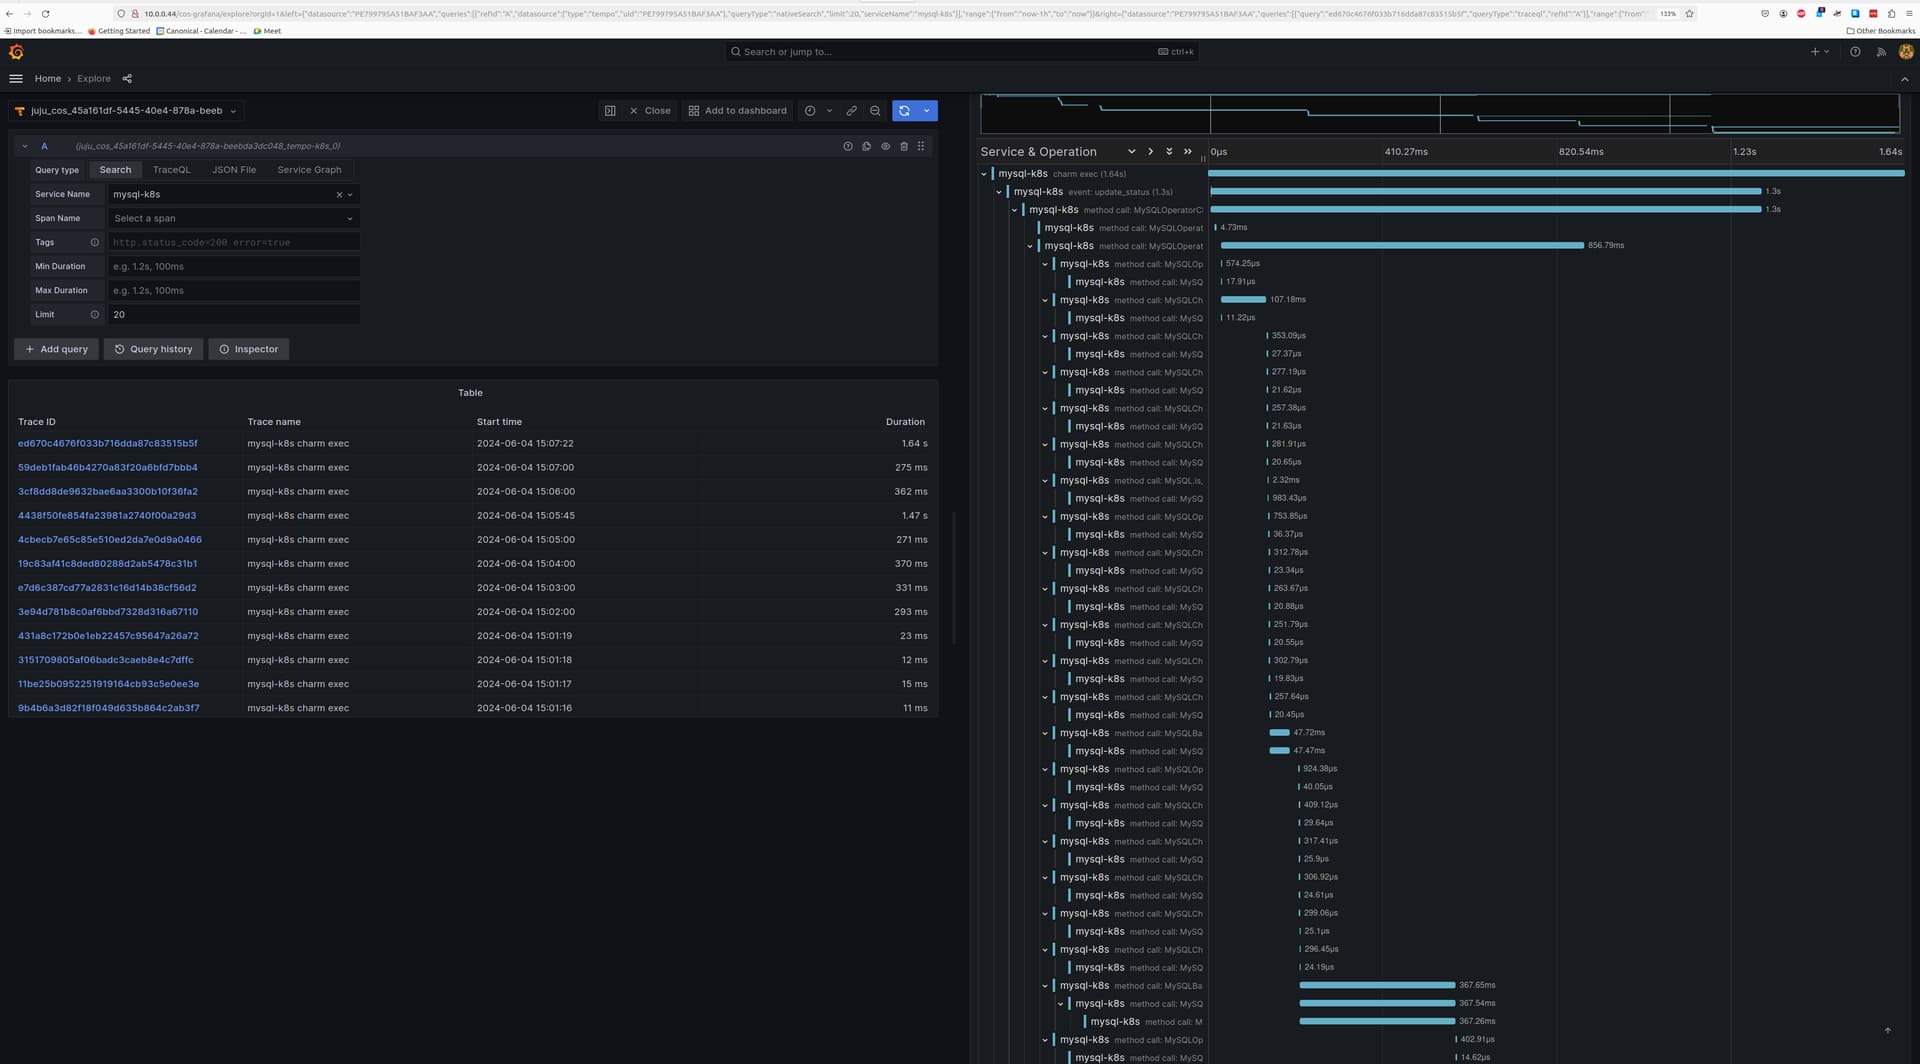 10.0.0.44/cos-grafana/explore?orgId=1&left={"datasource":"PE799795A51BAF3AA","queries":[{"refId":"A","datasource":{"type":"tempo","uid":"PE799795A51BAF3AA"},"queryType":"nativeSearch","limit":20,"serviceName":"mysql-k8s"}],"range":{"from":"now-1h","to":"now"}}&right={"datasource":"PE799795A51BAF3AA","queries":[{"query":"ed670c4676f033b716dda87c83515b5f","queryType":"traceql","refId":"A"}],"range":{"from": 133%
Import bookmarks... Getting Started Canonical - Calendar - ... Meet Other Bookmarks
Search or jump to... ctrl+k
Home > Explore
juju_cos_45a161df-5445-40e4-878a-beeb Close Add to dashboard
A (juju_cos_45a161df-5445-40e4-878a-beebda3dc048_tempo-k8s_0)
Query type Search TraceQL JSON File Service Graph
Service Name mysql-k8s
Span Name Select a span
Tags http.status_code=200 error=true
Min Duration e.g. 1.2s, 100ms
Max Duration e.g. 1.2s, 100ms
Limit 20
Add query Query history Inspector
Table
Trace ID Trace name Start time Duration
ed670c4676f033b716dda87c83515b5f mysql-k8s charm exec 2024-06-04 15:07:22 1.64 s
59deb1fab46b4270a83f20a6bfd7bbb4 mysql-k8s charm exec 2024-06-04 15:07:00 275 ms
3cf8dd8de9632bae6aa3300b10f36fa2 mysql-k8s charm exec 2024-06-04 15:06:00 362 ms
4438f50fe854fa23981a2740f00a29d3 mysql-k8s charm exec 2024-06-04 15:05:45 1.47 s
4cbecb7e65c85e510ed2da7e0d9a0466 mysql-k8s charm exec 2024-06-04 15:05:00 271 ms
19c83af41c8ded80288d2ab5478c31b1 mysql-k8s charm exec 2024-06-04 15:04:00 370 ms
e7d6c387cd77a2831c16d14b38cf56d2 mysql-k8s charm exec 2024-06-04 15:03:00 331 ms
3e94d781b8c0af6bbd7328d316a67110 mysql-k8s charm exec 2024-06-04 15:02:00 293 ms
431a8c172b0e1eb22457c95647a26a72 mysql-k8s charm exec 2024-06-04 15:01:19 23 ms
3151709805af06badc3caeb8e4c7dffc mysql-k8s charm exec 2024-06-04 15:01:18 12 ms
11be25b0952251919164cb93c5e0ee3e mysql-k8s charm exec 2024-06-04 15:01:17 15 ms
9b4b6a3d82f18f049d635b864c2ab3f7 mysql-k8s charm exec 2024-06-04 15:01:16 11 ms
Service & Operation 0µs 410.27ms 820.54ms 1.23s 1.64s
mysql-k8s charm exec (1.64s)
mysql-k8s event: update_status (1.3s) 1.3s
mysql-k8s method call: MySQLOperatorC 1.3s
mysql-k8s method call: MySQLOperat 4.73ms
mysql-k8s method call: MySQLOperat 856.79ms
mysql-k8s method call: MySQLOp 574.25µs
mysql-k8s method call: MySQ 17.91µs
mysql-k8s method call: MySQLCh 107.18ms
mysql-k8s method call: MySQ 11.22µs
mysql-k8s method call: MySQLCh 353.09µs
mysql-k8s method call: MySQ 27.37µs
mysql-k8s method call: MySQLCh 277.19µs
mysql-k8s method call: MySQ 21.62µs
mysql-k8s method call: MySQLCh 257.38µs
mysql-k8s method call: MySQ 21.63µs
mysql-k8s method call: MySQLCh 281.91µs
mysql-k8s method call: MySQ 20.65µs
mysql-k8s method call: MySQL.is, 2.32ms
mysql-k8s method call: MySQ 983.43µs
mysql-k8s method call: MySQLOp 753.85µs
mysql-k8s method call: MySQ 36.37µs
mysql-k8s method call: MySQLCh 312.78µs
mysql-k8s method call: MySQ 23.34µs
mysql-k8s method call: MySQLCh 263.67µs
mysql-k8s method call: MySQ 20.88µs
mysql-k8s method call: MySQLCh 251.79µs
mysql-k8s method call: MySQ 20.55µs
mysql-k8s method call: MySQLCh 302.79µs
mysql-k8s method call: MySQ 19.83µs
mysql-k8s method call: MySQLCh 257.64µs
mysql-k8s method call: MySQ 20.45µs
mysql-k8s method call: MySQLBa 47.72ms
mysql-k8s method call: MySQ 47.47ms
mysql-k8s method call: MySQLOp 924.38µs
mysql-k8s method call: MySQ 40.05µs
mysql-k8s method call: MySQLCh 409.12µs
mysql-k8s method call: MySQ 29.64µs
mysql-k8s method call: MySQLCh 317.41µs
mysql-k8s method call: MySQ 25.9µs
mysql-k8s method call: MySQLCh 306.92µs
mysql-k8s method call: MySQ 24.61µs
mysql-k8s method call: MySQLCh 299.06µs
mysql-k8s method call: MySQ 25.1µs
mysql-k8s method call: MySQLCh 296.45µs
mysql-k8s method call: MySQ 24.19µs
mysql-k8s method call: MySQLBa 367.65ms
mysql-k8s method call: MySQ 367.54ms
mysql-k8s method call: M 367.26ms
mysql-k8s method call: MySQLOp 402.91µs
mysql-k8s method call: MySQ 14.62µs